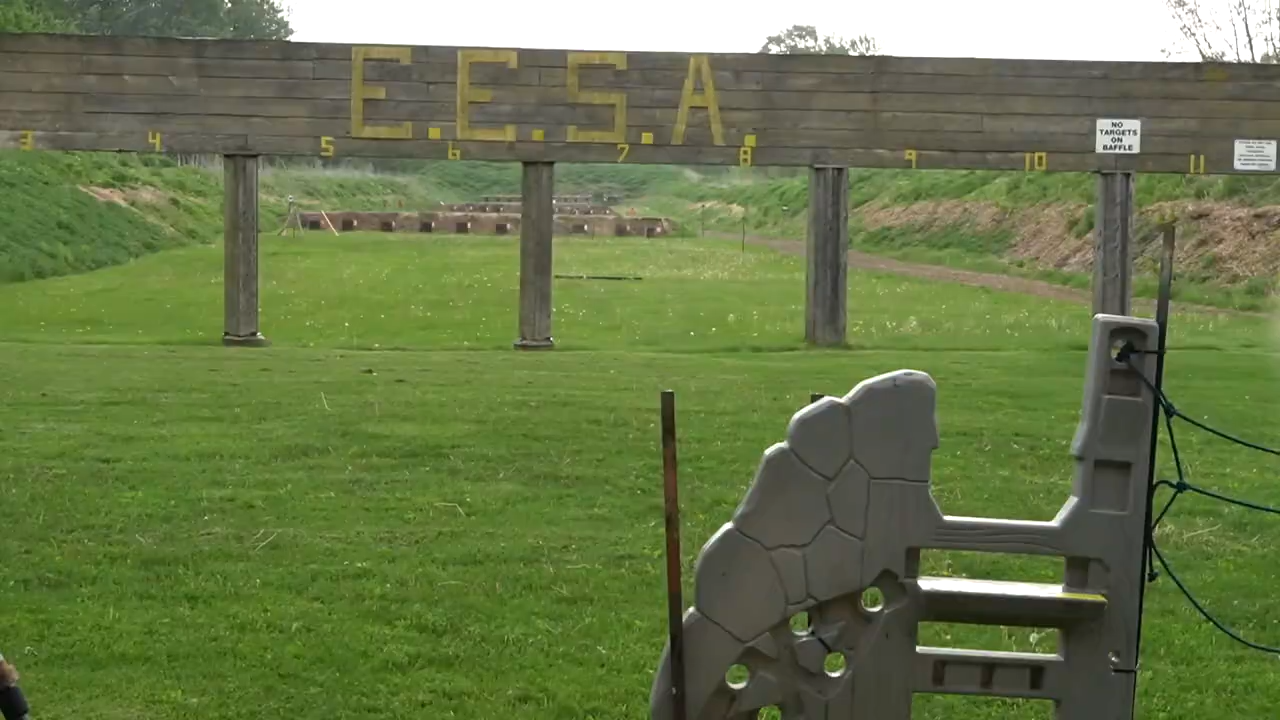 E.E.S.A.
3 4 5 6 7 8 9 10 11
NO
TARGETS
ON
BAFFLE